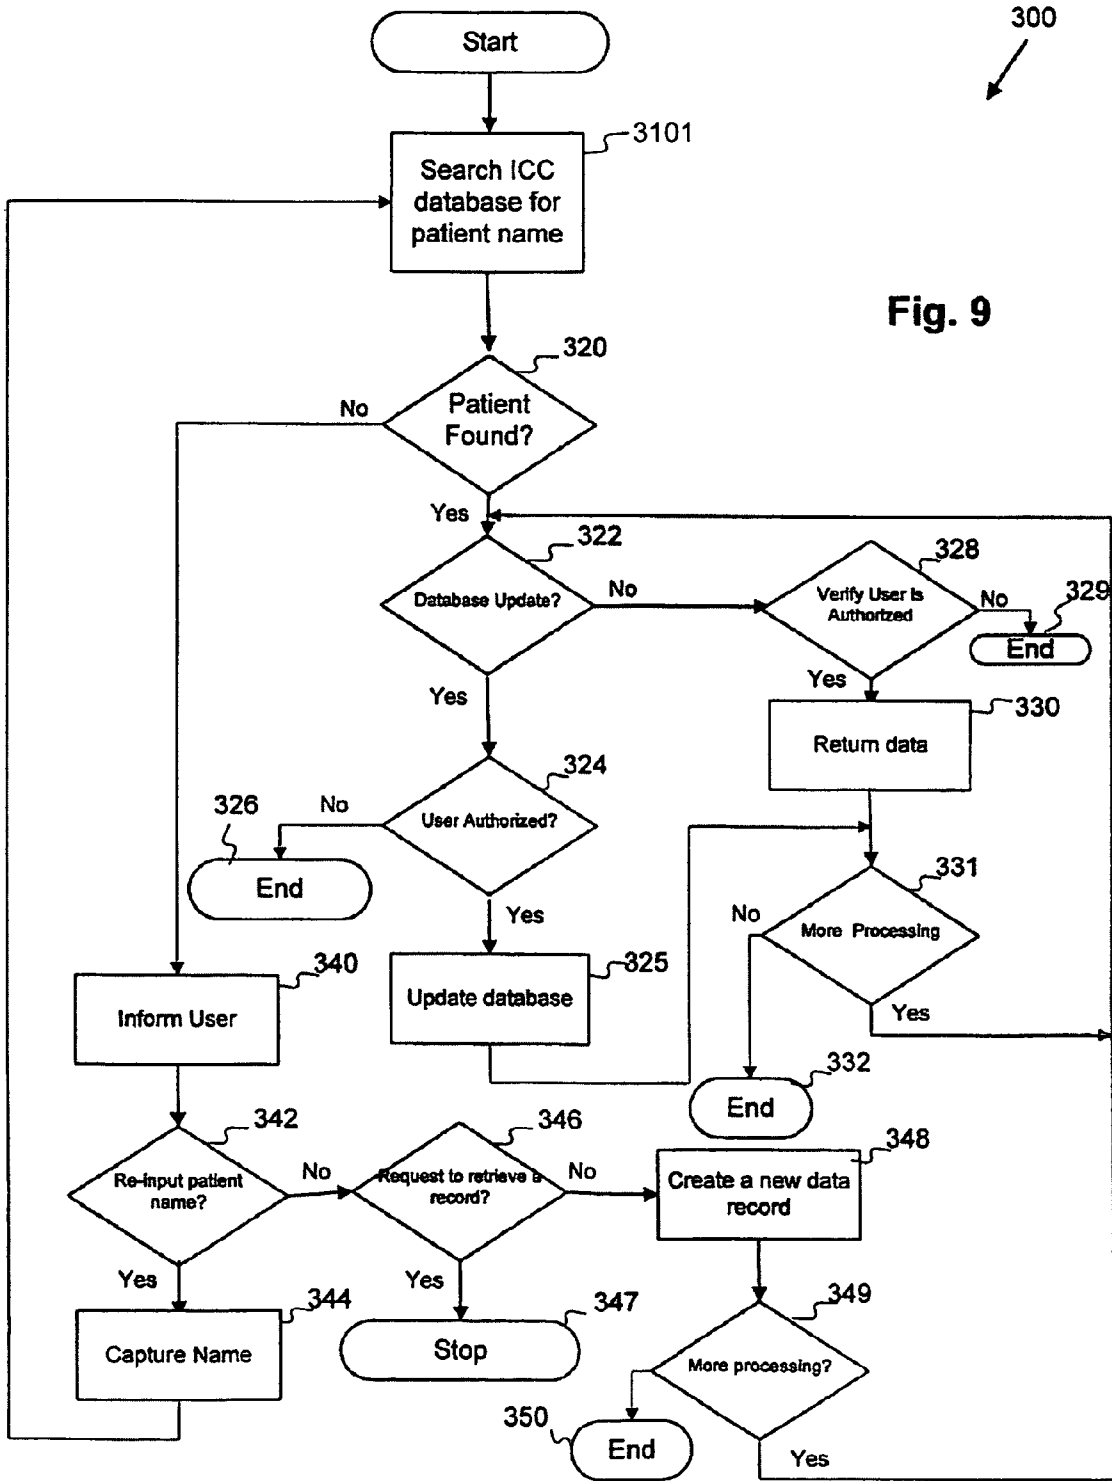 300
Start
3101
Search ICC
database for
patient name
Fig. 9
320
Patient
Found?
No
Yes
322
Database Update?
No
Yes
328
Verify User is
Authorized
No
329
End
Yes
330
Return data
324
User Authorized?
No
326
End
Yes
331
More Processing
No
Yes
325
Update database
332
End
340
Inform User
342
Re-input patient
name?
No
Yes
346
Request to retrieve a
record?
No
Yes
348
Create a new data
record
344
Capture Name
347
Stop
349
More processing?
350
End
Yes